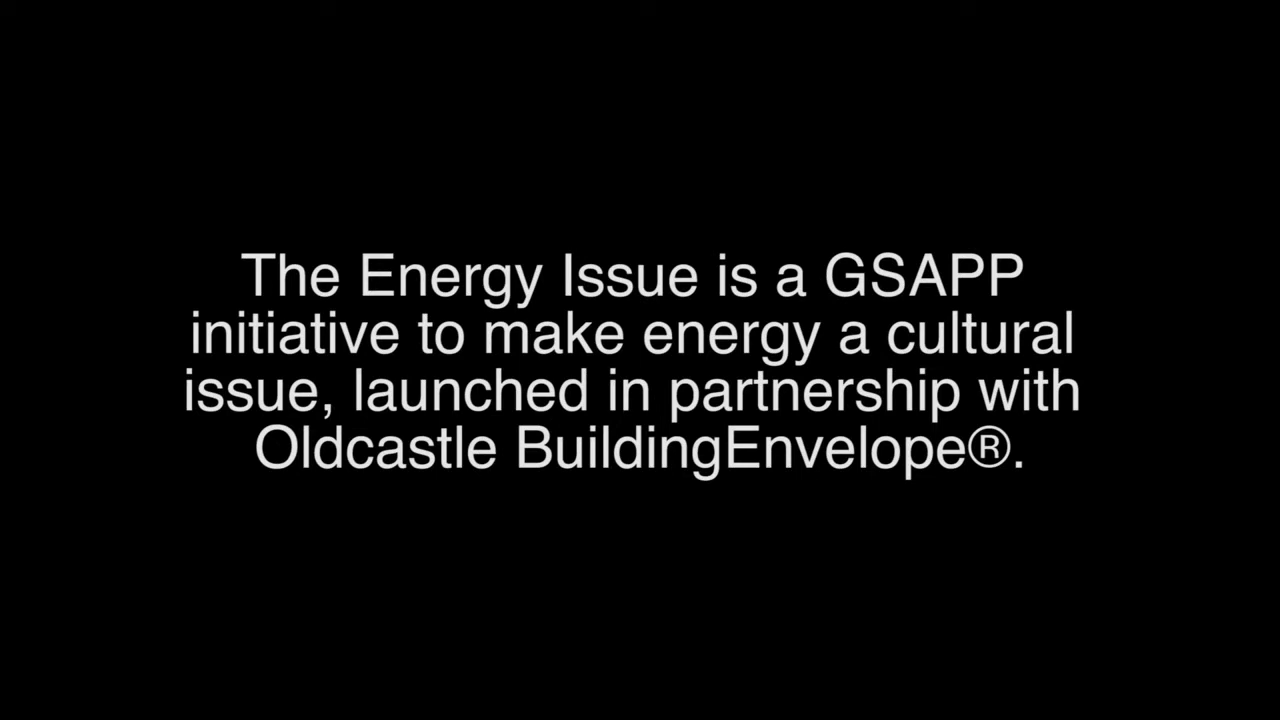 The Energy Issue is a GSAPP
initiative to make energy a cultural
issue, launched in partnership with
Oldcastle BuildingEnvelope®.